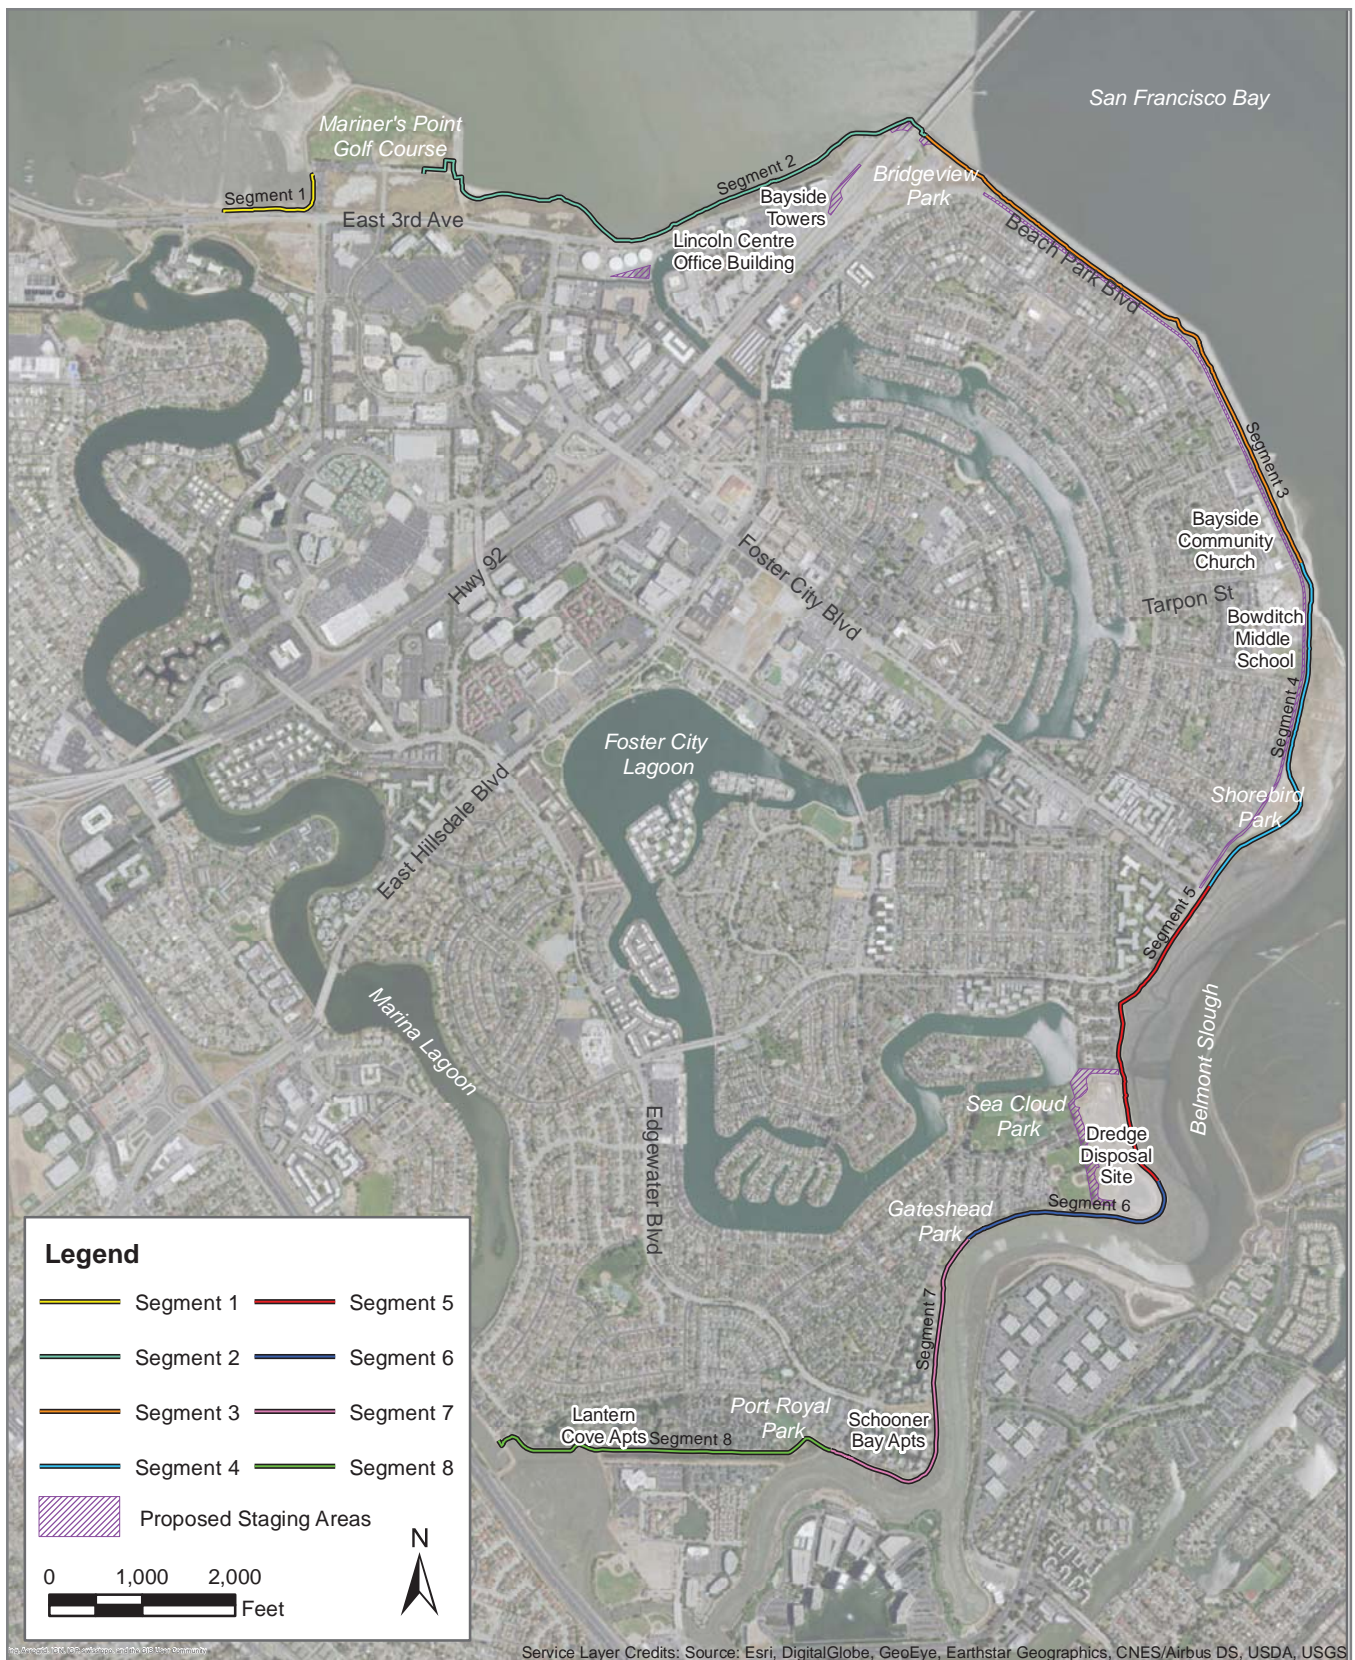 San Francisco Bay
Mariner's Point
Golf Course
Segment 1
East 3rd Ave
Segment 2
Bayside
Towers
Bridgeview
Park
Lincoln Centre
Office Building
Beach Park Blvd
Segment 3
Bayside
Community
Church
Hwy 92
Foster City Blvd
Tarpon St
Bowditch
Middle
School
Segment 4
Foster City
Lagoon
East Hillsdale Blvd
Shorebird
Park
Segment 5
Marina Lagoon
Belmont Slough
Sea Cloud
Park
Dredge
Disposal
Site
Edgewater Blvd
Segment 6
Gateshead
Park
Segment 7
Port Royal
Park
Lantern
Cove Apts
Segment 8
Schooner
Bay Apts
Legend
Segment 1
Segment 5
Segment 2
Segment 6
Segment 3
Segment 7
Segment 4
Segment 8
Proposed Staging Areas
N
0 1,000 2,000
Feet
Service Layer Credits: Source: Esri, DigitalGlobe, GeoEye, Earthstar Geographics, CNES/Airbus DS, USDA, USGS